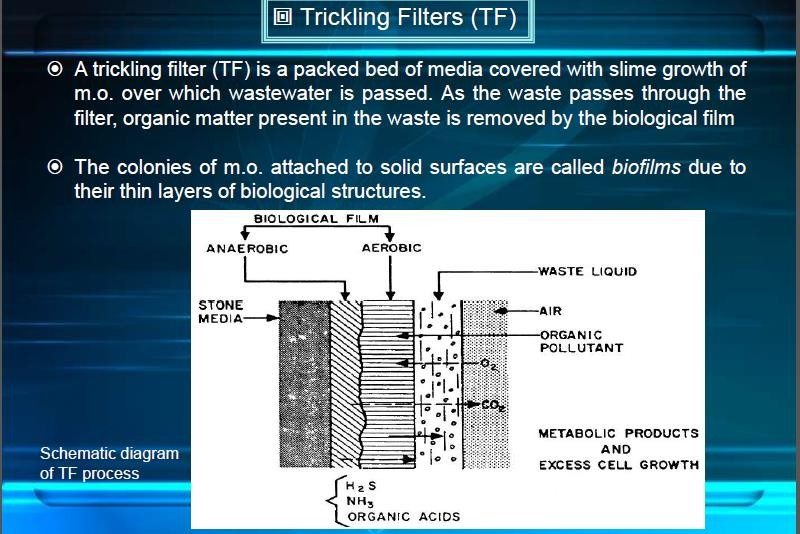 Trickling Filters (TF)
A trickling filter (TF) is a packed bed of media covered with slime growth of
m.o. over which wastewater is passed. As the waste passes through the
filter, organic matter present in the waste is removed by the biological film
The colonies of m.o. attached to solid surfaces are called biofilms due to
their thin layers of biological structures.
BIOLOGICAL FILM
ANAEROBIC
AEROBIC
WASTE LIQUID
STONE
MEDIA
AIR
ORGANIC
POLLUTANT
O₂
CO₂
METABOLIC PRODUCTS
AND
EXCESS CELL GROWTH
Schematic diagram
of TF process
H₂S
NH₃
ORGANIC ACIDS